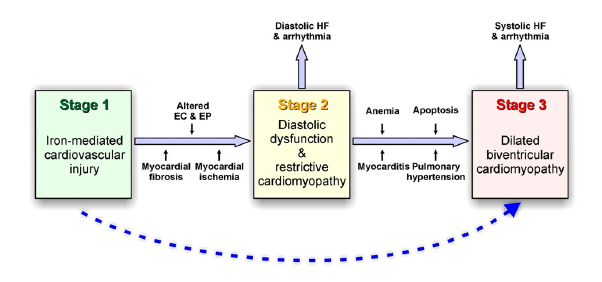 Diastolic HF
& arrhythmia
Systolic HF
& arrhythmia
Stage 1
Iron-mediated
cardiovascular
injury
Altered
EC & EP
Myocardial
fibrosis
Myocardial
ischemia
Stage 2
Diastolic
dysfunction
&
restrictive
cardiomyopathy
Anemia
Apoptosis
Myocarditis
Pulmonary
hypertension
Stage 3
Dilated
biventricular
cardiomyopathy